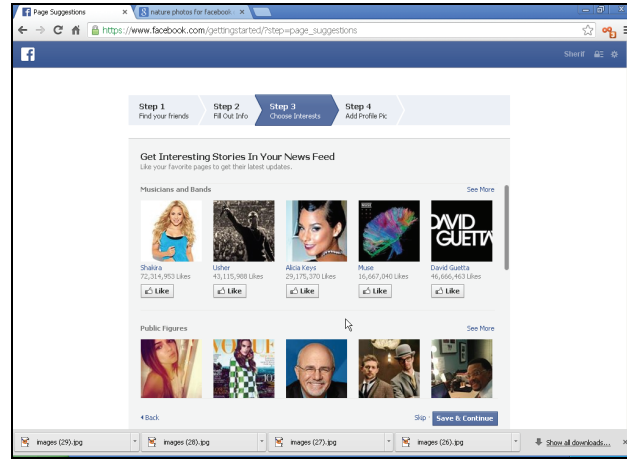 Page Suggestions
nature photos for facebook
https://www.facebook.com/gettingstarted/?step=page_suggestions
f
Sherif
Step 1
Find your friends
Step 2
Fill Out Info
Step 3
Choose Interests
Step 4
Add Profile Pic
Get Interesting Stories In Your News Feed
Like your favorite pages to get their latest updates.
Musicians and Bands
See More
DAVID
GUETTA
Shakira
72,314,953 Likes
Like
Usher
43,115,988 Likes
Like
Alicia Keys
29,175,370 Likes
Like
Muse
16,667,040 Likes
Like
David Guetta
46,666,463 Likes
Like
Public Figures
See More
VOGUE
Back
Skip
Save & Continue
images (29).jpg
images (28).jpg
images (27).jpg
images (26).jpg
Show all downloads...